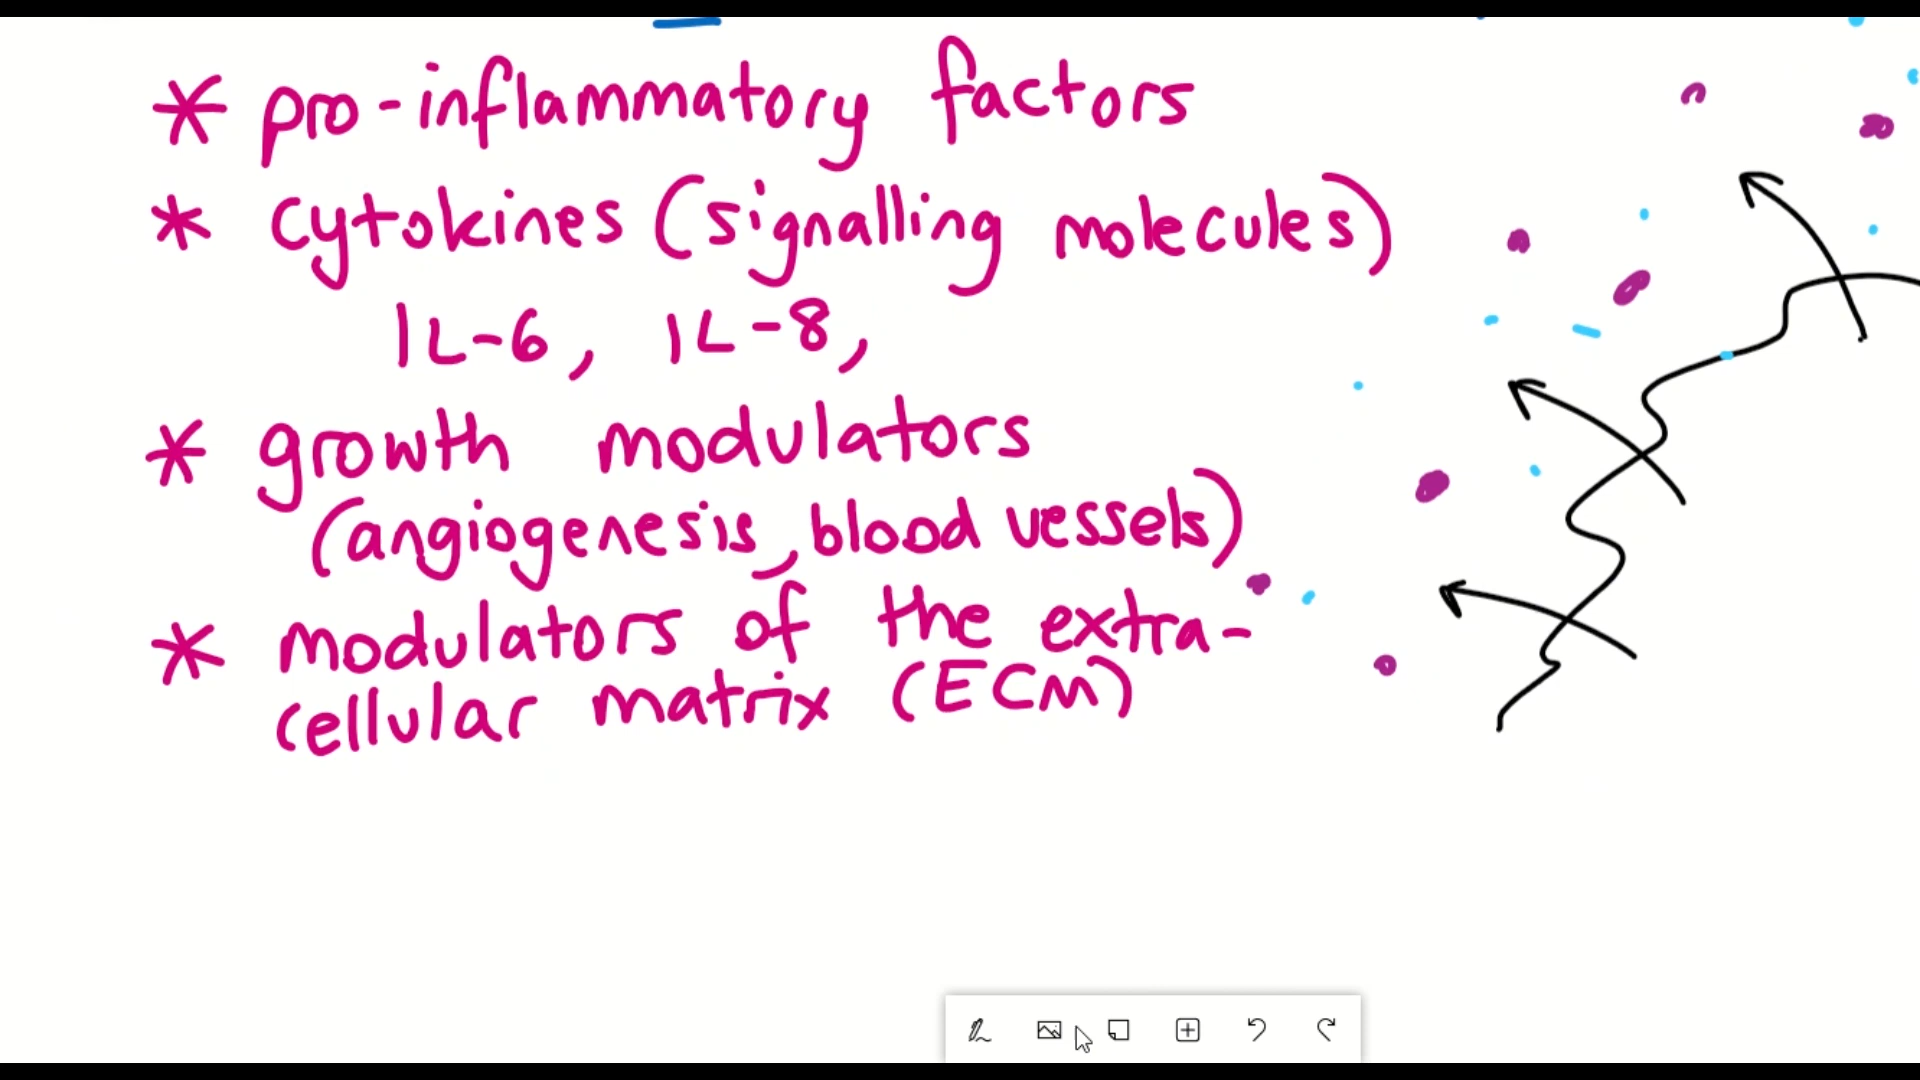 * pro-inflammatory factors
* cytokines (signalling molecules)
IL-6, IL-8,
* growth modulators
(angiogenesis, blood vessels)
* modulators of the extra-
cellular matrix (ECM)